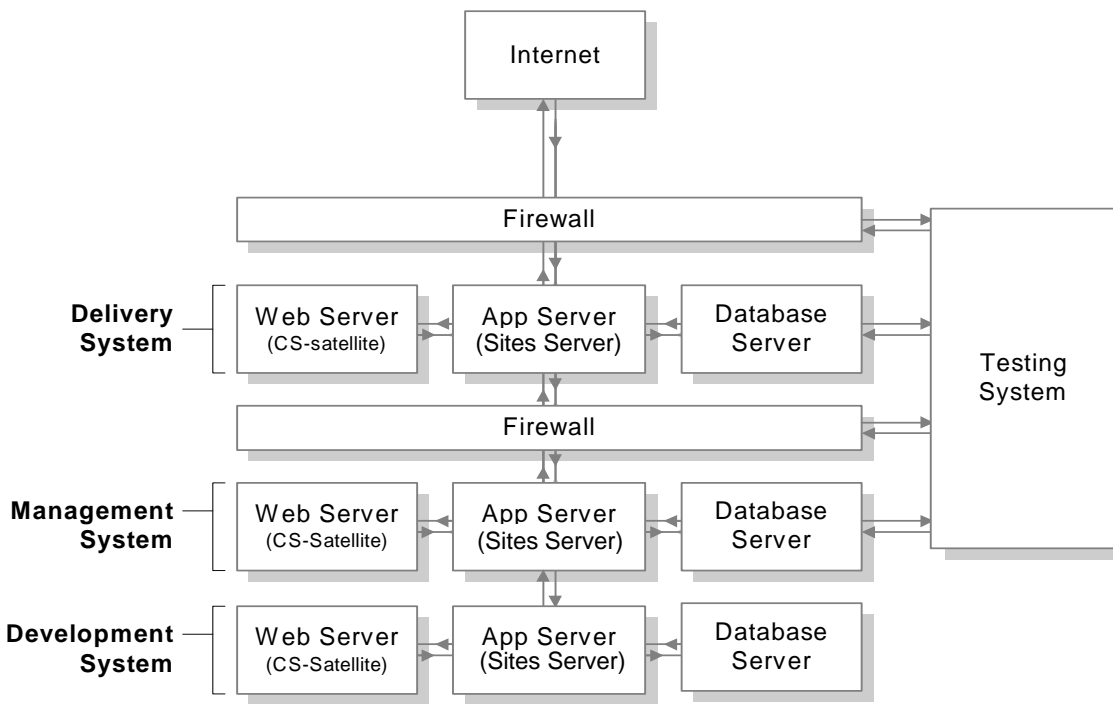 Internet
Firewall
Delivery
System
Web Server
(CS-satellite)
App Server
(Sites Server)
Database
Server
Testing
System
Firewall
Management
System
Web Server
(CS-Satellite)
App Server
(Sites Server)
Database
Server
Development
System
Web Server
(CS-Satellite)
App Server
(Sites Server)
Database
Server